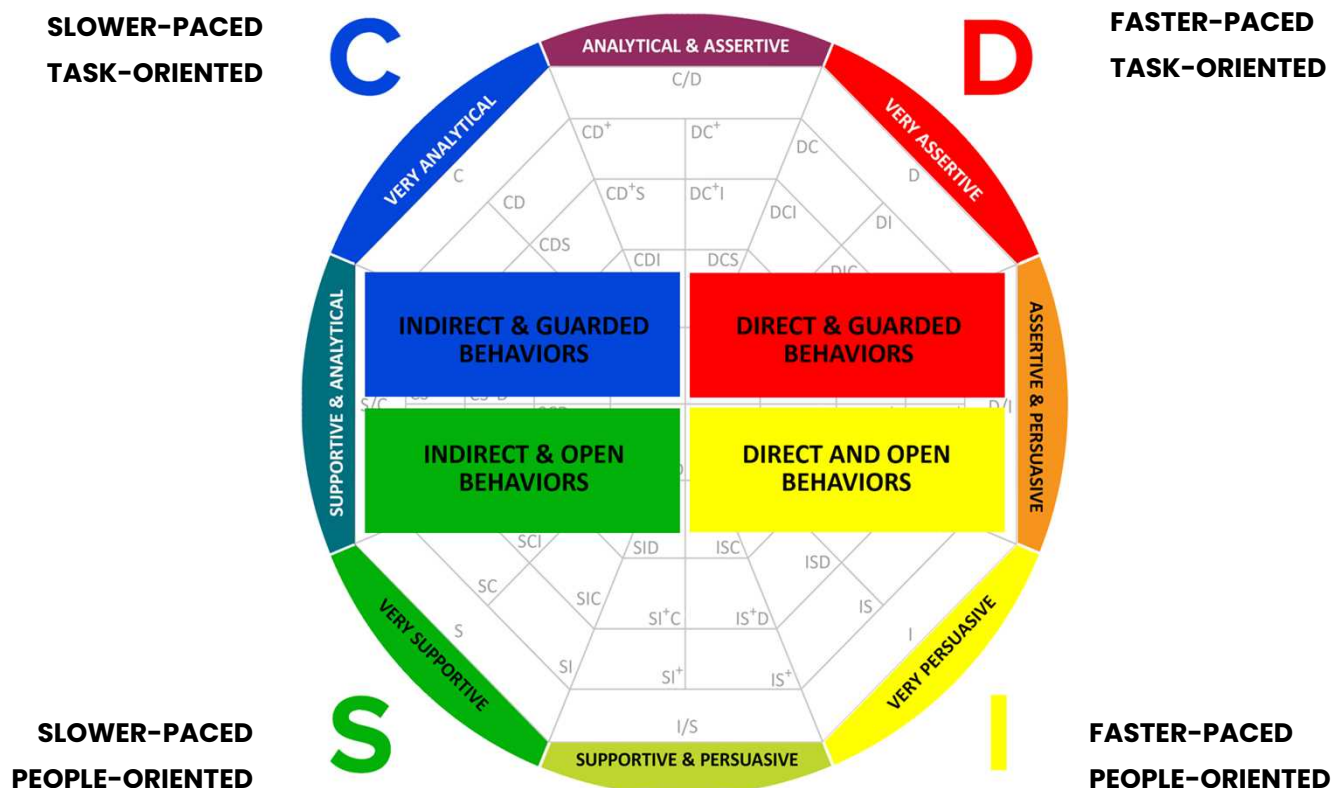 SLOWER-PACED
TASK-ORIENTED
C
ANALYTICAL & ASSERTIVE
D
FASTER-PACED
TASK-ORIENTED
VERY ANALYTICAL
VERY ASSERTIVE
C/D
CD⁺
DC⁺
DC
C
D
CD
CD⁺S
DC⁺I
DCI
DI
CDS
CDI
DCS
DIC
SUPPORTIVE & ANALYTICAL
INDIRECT & GUARDED
BEHAVIORS
DIRECT & GUARDED
BEHAVIORS
ASSERTIVE & PERSUASIVE
S/C
D/I
INDIRECT & OPEN
BEHAVIORS
DIRECT AND OPEN
BEHAVIORS
SCI
SID
ISC
ISD
SC
SIC
SI⁺C
IS⁺D
IS
S
I
SI
SI⁺
IS⁺
I/S
VERY SUPPORTIVE
VERY PERSUASIVE
S
SUPPORTIVE & PERSUASIVE
I
SLOWER-PACED
PEOPLE-ORIENTED
FASTER-PACED
PEOPLE-ORIENTED